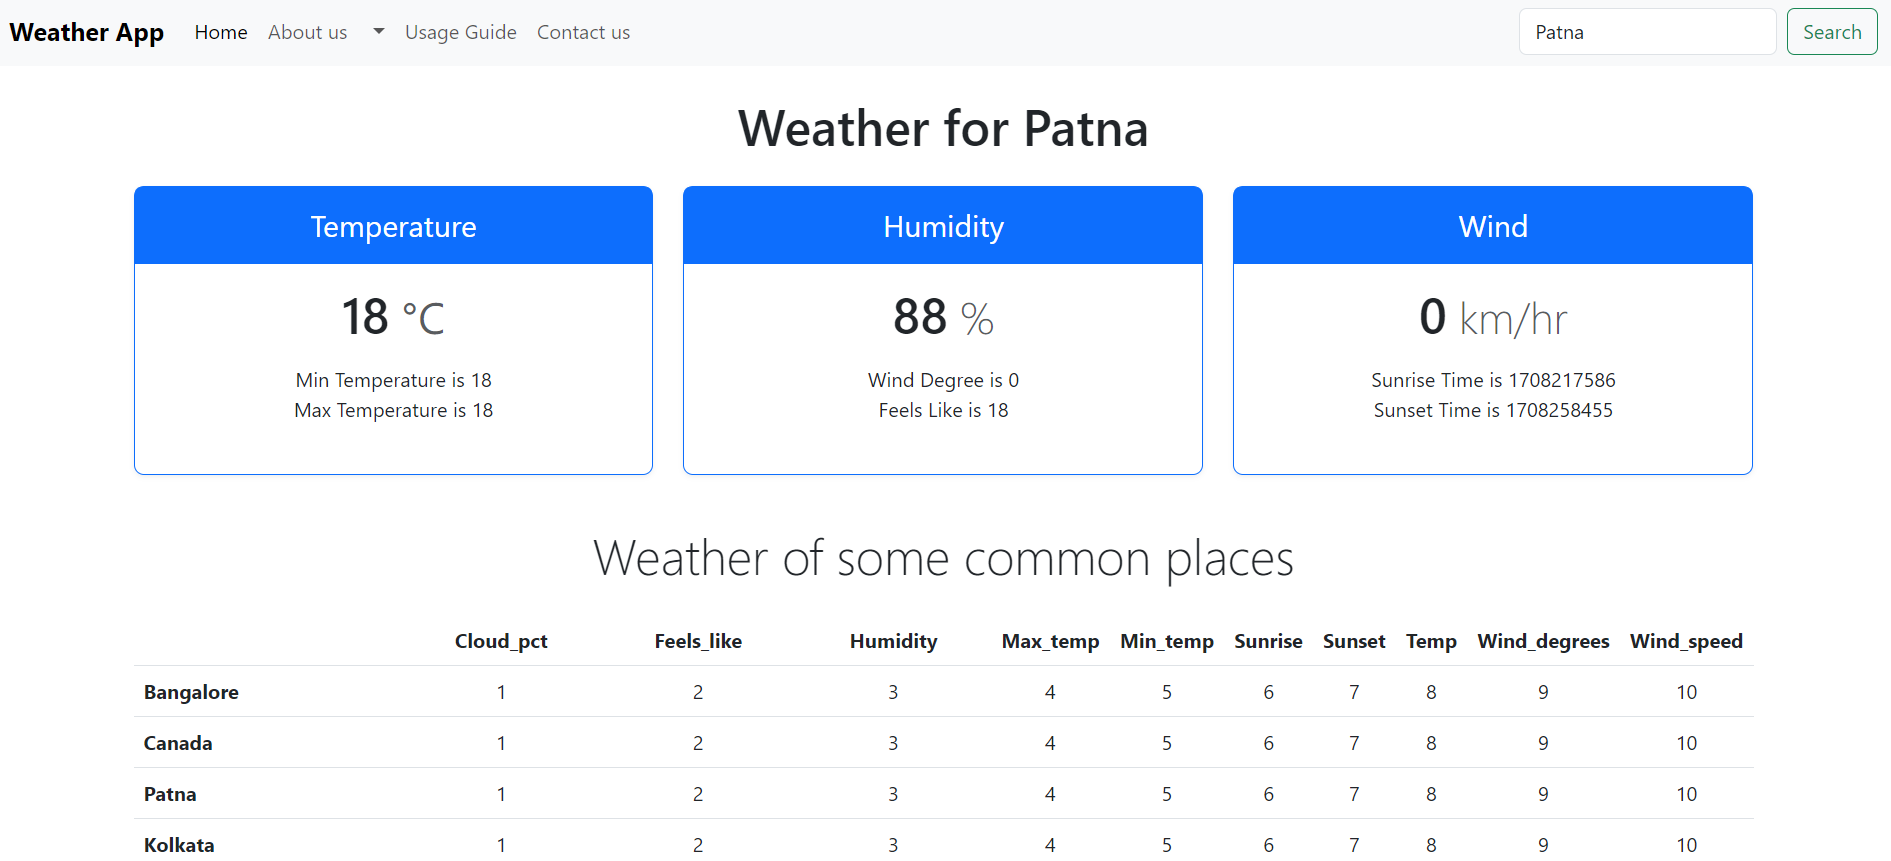 Weather App Home About us Usage Guide Contact us Patna Search
Weather for Patna
Temperature Humidity Wind
18 °C 88 % 0 km/hr
Min Temperature is 18 Wind Degree is 0 Sunrise Time is 1708217586
Max Temperature is 18 Feels Like is 18 Sunset Time is 1708258455
Weather of some common places
Cloud_pct Feels_like Humidity Max_temp Min_temp Sunrise Sunset Temp Wind_degrees Wind_speed
Bangalore 1 2 3 4 5 6 7 8 9 10
Canada 1 2 3 4 5 6 7 8 9 10
Patna 1 2 3 4 5 6 7 8 9 10
Kolkata 1 2 3 4 5 6 7 8 9 10